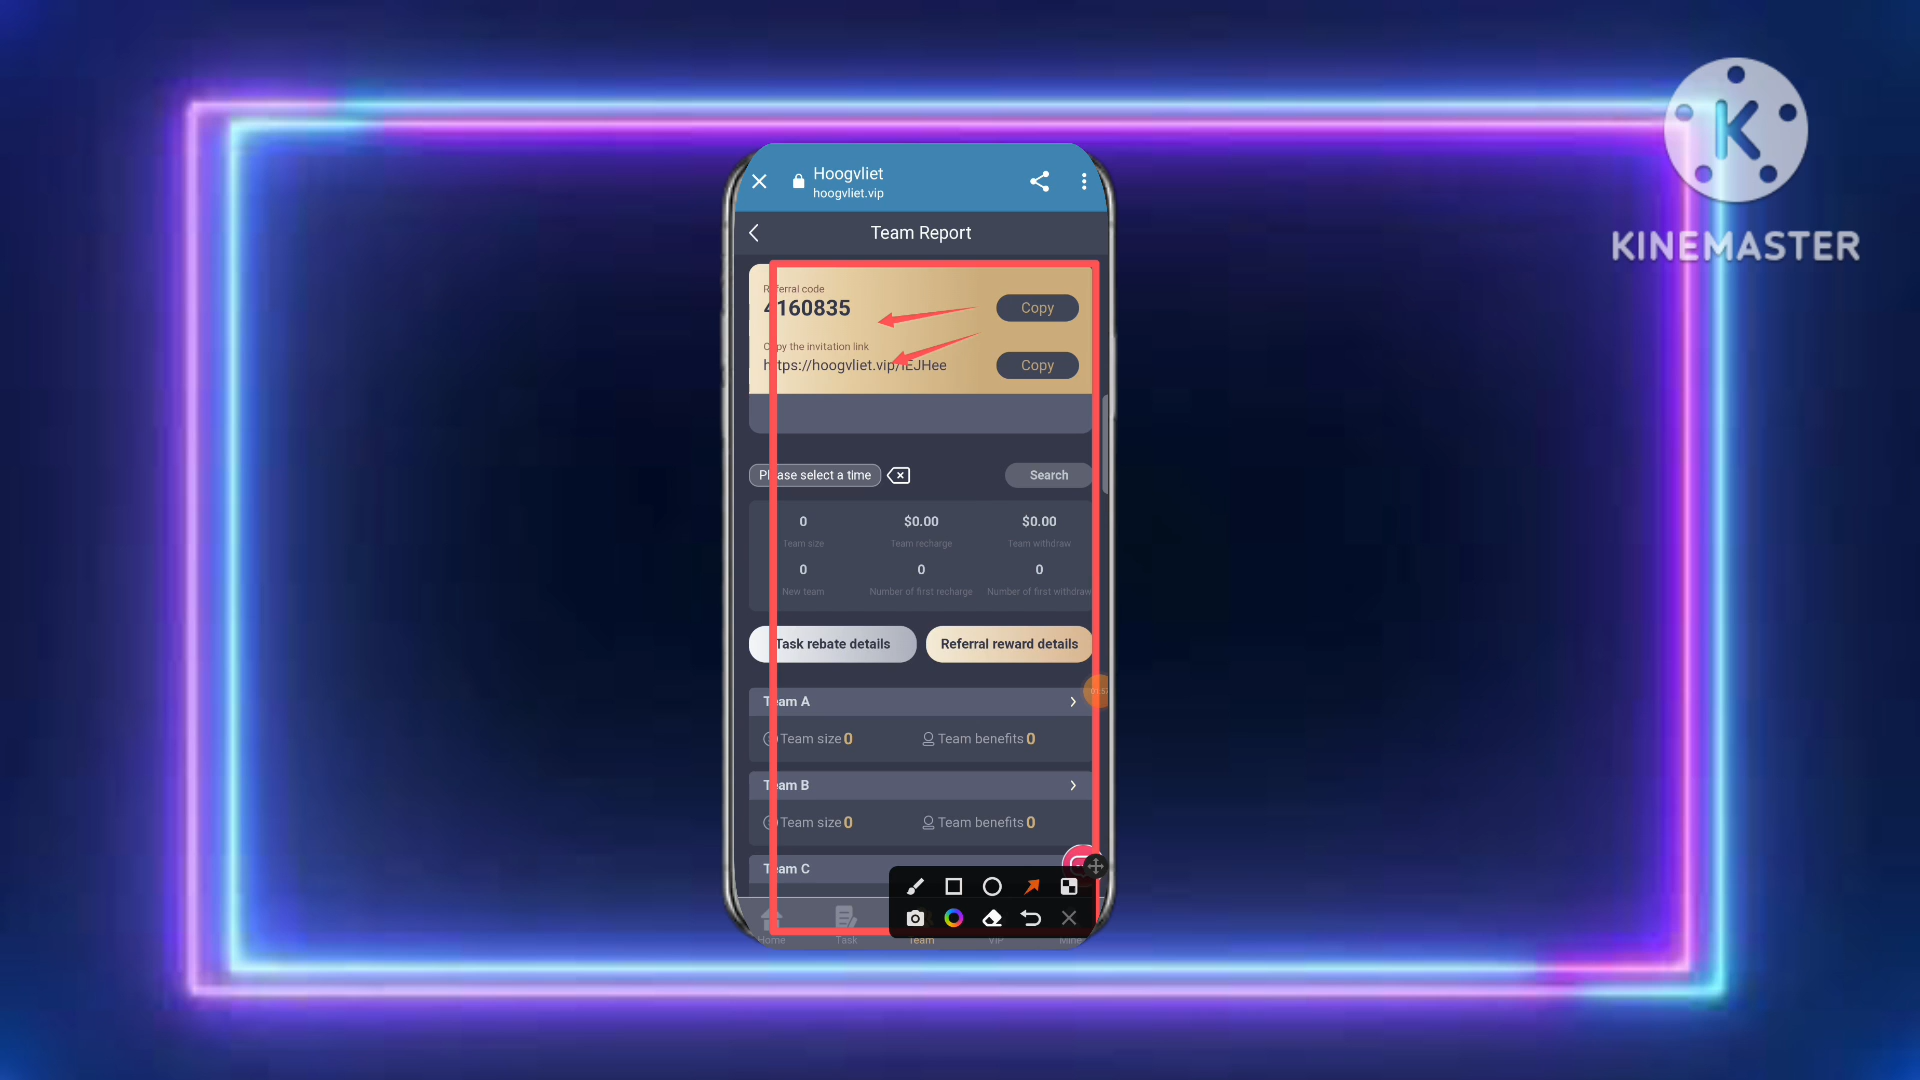 Hoogvliet
hoogvliet.vip
KINEMASTER
Team Report
Referral code
4160835
Copy
Copy the invitation link
https://hoogvliet.vip/IEJHee
Copy
Please select a time
Search
0 $0.00 $0.00
Team size Team recharge Team withdraw
0 0 0
New team Number of first recharge Number of first withdraw
Task rebate details Referral reward details
Team A
Team size 0 Team benefits 0
Team B
Team size 0 Team benefits 0
Team C
Home Task Team VIP Mine